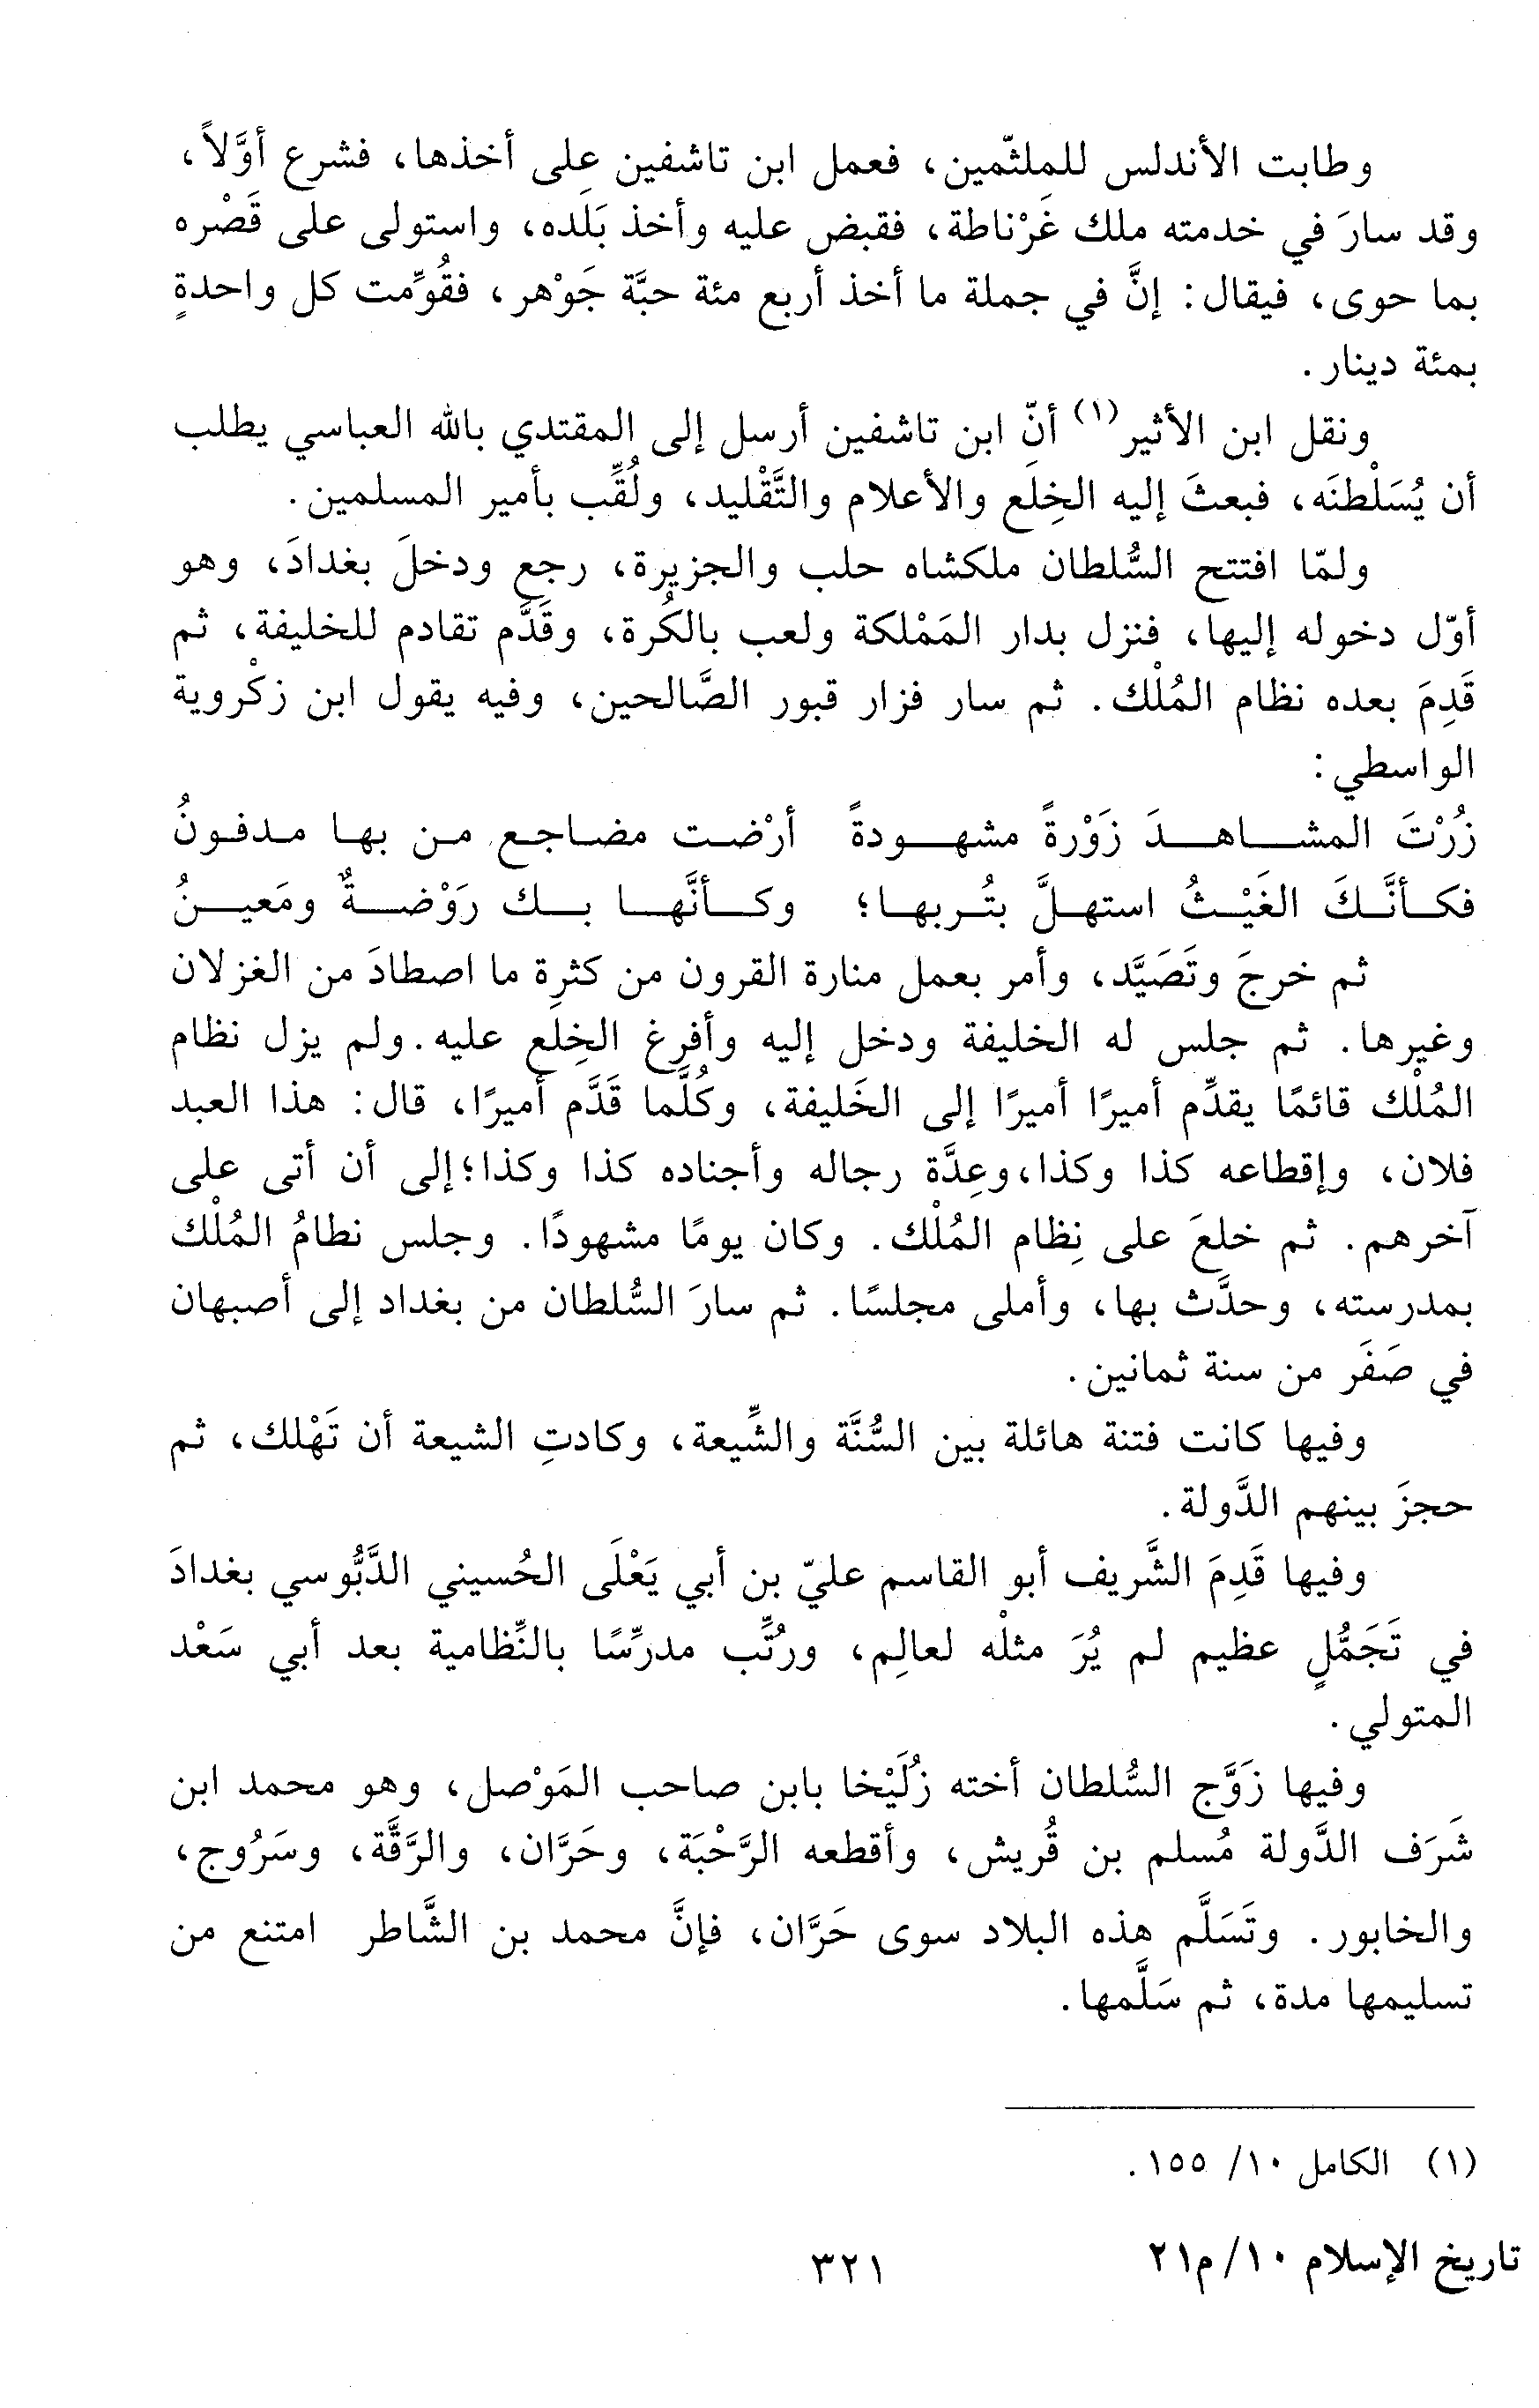 وطابت الأندلس للملثّمين، فعمل ابن تاشفين على أخذها، فشرع أوَّلاً،
وقد سارَ في خدمته ملك غَرْناطة، فقبض عليه وأخذ بَلَده، واستولى على قَصْره
بما حوى، فيقال: إنَّ في جملة ما أخذ أربع مئة حبَّة جَوْهر، فقُوِّمت كل واحدةٍ
بمئة دينار.
ونقل ابن الأثير(١) أنّ ابن تاشفين أرسل إلى المقتدي بالله العباسي يطلب
أن يُسَلْطنَه، فبعثَ إليه الخِلَع والأعلام والتَّقْليد، ولُقِّب بأمير المسلمين.
ولمّا افتتح السُّلطان ملكشاه حلب والجزيرة، رجع ودخلَ بغدادَ، وهو
أوّل دخوله إليها، فنزل بدار المَمْلكة ولعب بالكُرة، وقَدَّم تقادم للخليفة، ثم
قَدِمَ بعده نظام المُلْك. ثم سار فزار قبور الصَّالحين، وفيه يقول ابن زكْروية
الواسطي:
زُرْتَ المشاهدَ زَوْرةً مشهودةً أرْضت مضاجع من بها مدفونُ
فكأنَّكَ الغَيْثُ استهلَّ بتُربها؛ وكأنَّها بك رَوْضةٌ ومَعينُ
ثم خرجَ وتَصَيَّد، وأمر بعمل منارة القرون من كثرِة ما اصطادَ من الغزلان
وغيرها. ثم جلس له الخليفة ودخل إليه وأفرغ الخِلع عليه. ولم يزل نظام
المُلْك قائمًا يقدِّم أميرًا أميرًا إلى الخَليفة، وكُلَّما قَدَّم أميرًا، قال: هذا العبد
فلان، وإقطاعه كذا وكذا، وعِدَّة رجاله وأجناده كذا وكذا؛ إلى أن أتى على
آخرهم. ثم خلعَ على نِظام المُلْك. وكان يومًا مشهودًا. وجلس نظامُ المُلْك
بمدرسته، وحدَّث بها، وأملى مجلسًا. ثم سارَ السُّلطان من بغداد إلى أصبهان
في صَفَر من سنة ثمانين.
وفيها كانت فتنة هائلة بين السُّنَّة والشِّيعة، وكادتِ الشيعة أن تَهْلك، ثم
حجزَ بينهم الدَّولة.
وفيها قَدِمَ الشَّريف أبو القاسم عليّ بن أبي يَعْلَى الحُسيني الدَّبُّوسي بغدادَ
في تَجَمُّلٍ عظيم لم يُرَ مثلْه لعالِم، ورُتِّب مدرِّسًا بالنِّظامية بعد أبي سَعْد
المتولي.
وفيها زَوَّج السُّلطان أخته زُلَيْخا بابن صاحب المَوْصل، وهو محمد ابن
شَرَف الدَّولة مُسلم بن قُريش، وأقطعه الرَّحْبَة، وحَرَّان، والرَّقَّة، وسَرُوج،
والخابور. وتَسَلَّم هذه البلاد سوى حَرَّان، فإنَّ محمد بن الشَّاطر امتنع من
تسليمها مدة، ثم سَلَّمها.
(١) الكامل ١٠/ ١٥٥.
تاريخ الإسلام ١٠/ م٢١ ٣٢١